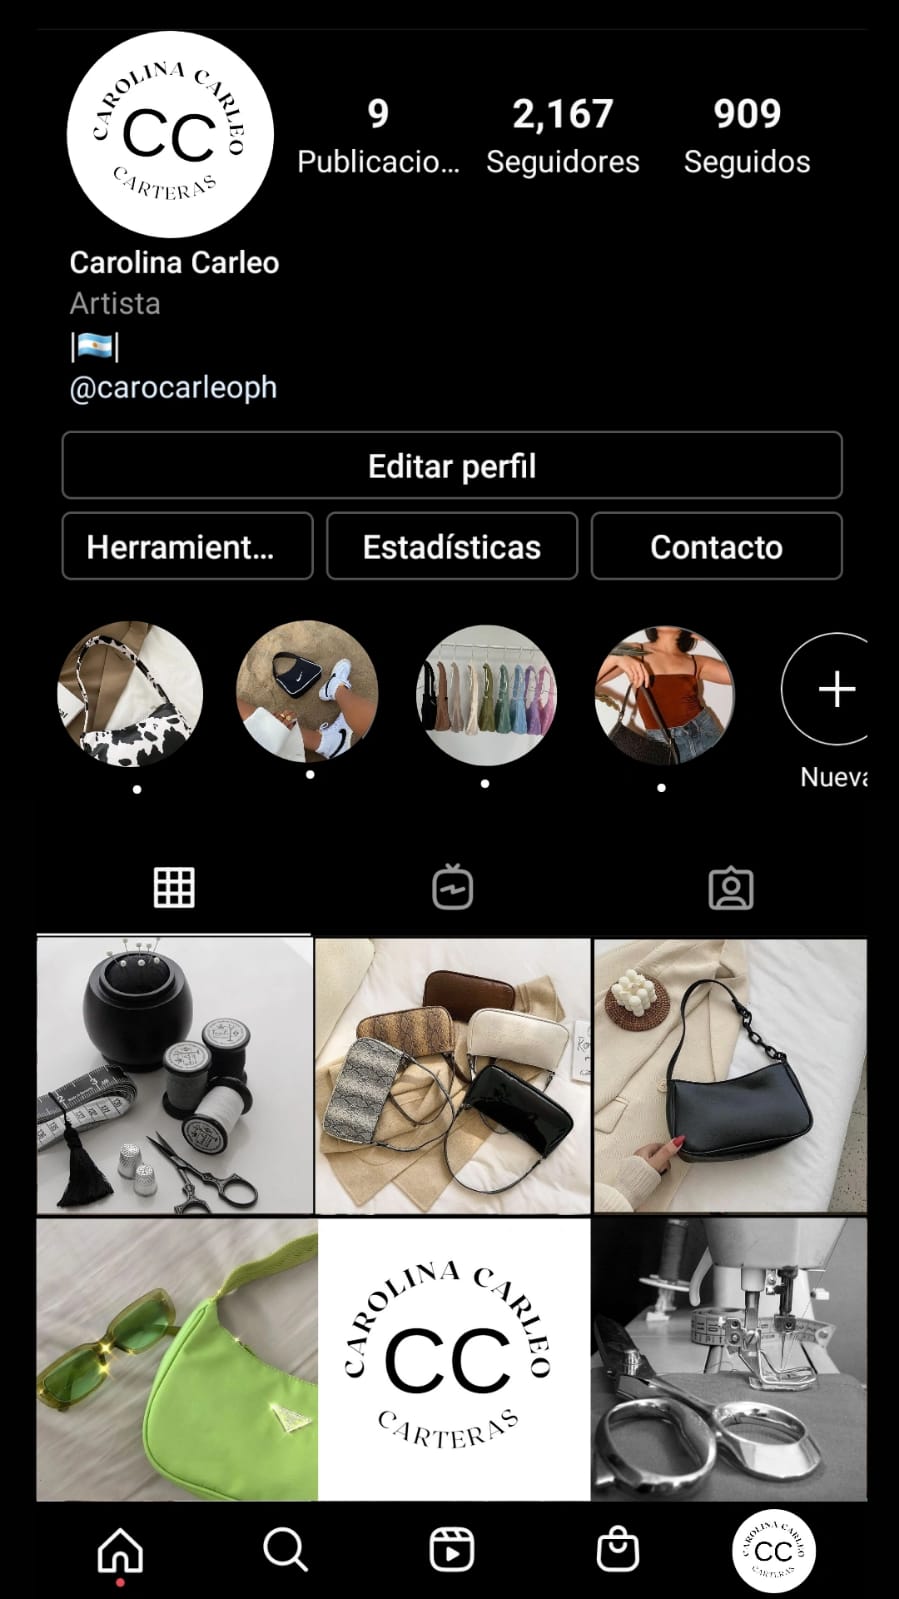 CAROLINA CARLEO
CC
CARTERAS
9
Publicacio...
2,167
Seguidores
909
Seguidos
Carolina Carleo
Artista
|🇦🇷|
@carocarleoph
Editar perfil
Herramient...
Estadísticas
Contacto
Nueva
CAROLINA CARLEO
CC
CARTERAS
CAROLINA CARLEO
CC
CARTERAS